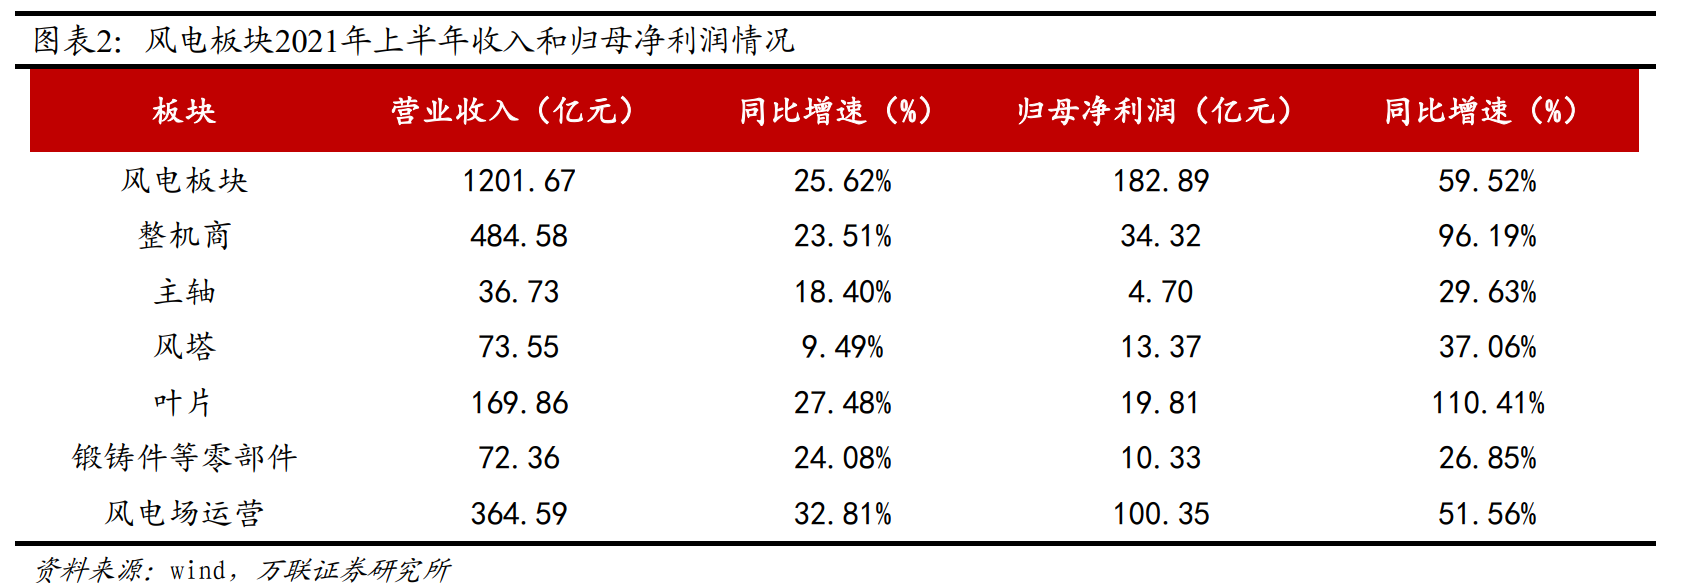 图表2：风电板块2021年上半年收入和归母净利润情况
板块 营业收入（亿元） 同比增速（%） 归母净利润（亿元） 同比增速（%）
风电板块 1201.67 25.62% 182.89 59.52%
整机商 484.58 23.51% 34.32 96.19%
主轴 36.73 18.40% 4.70 29.63%
风塔 73.55 9.49% 13.37 37.06%
叶片 169.86 27.48% 19.81 110.41%
锻铸件等零部件 72.36 24.08% 10.33 26.85%
风电场运营 364.59 32.81% 100.35 51.56%
资料来源：wind，万联证券研究所